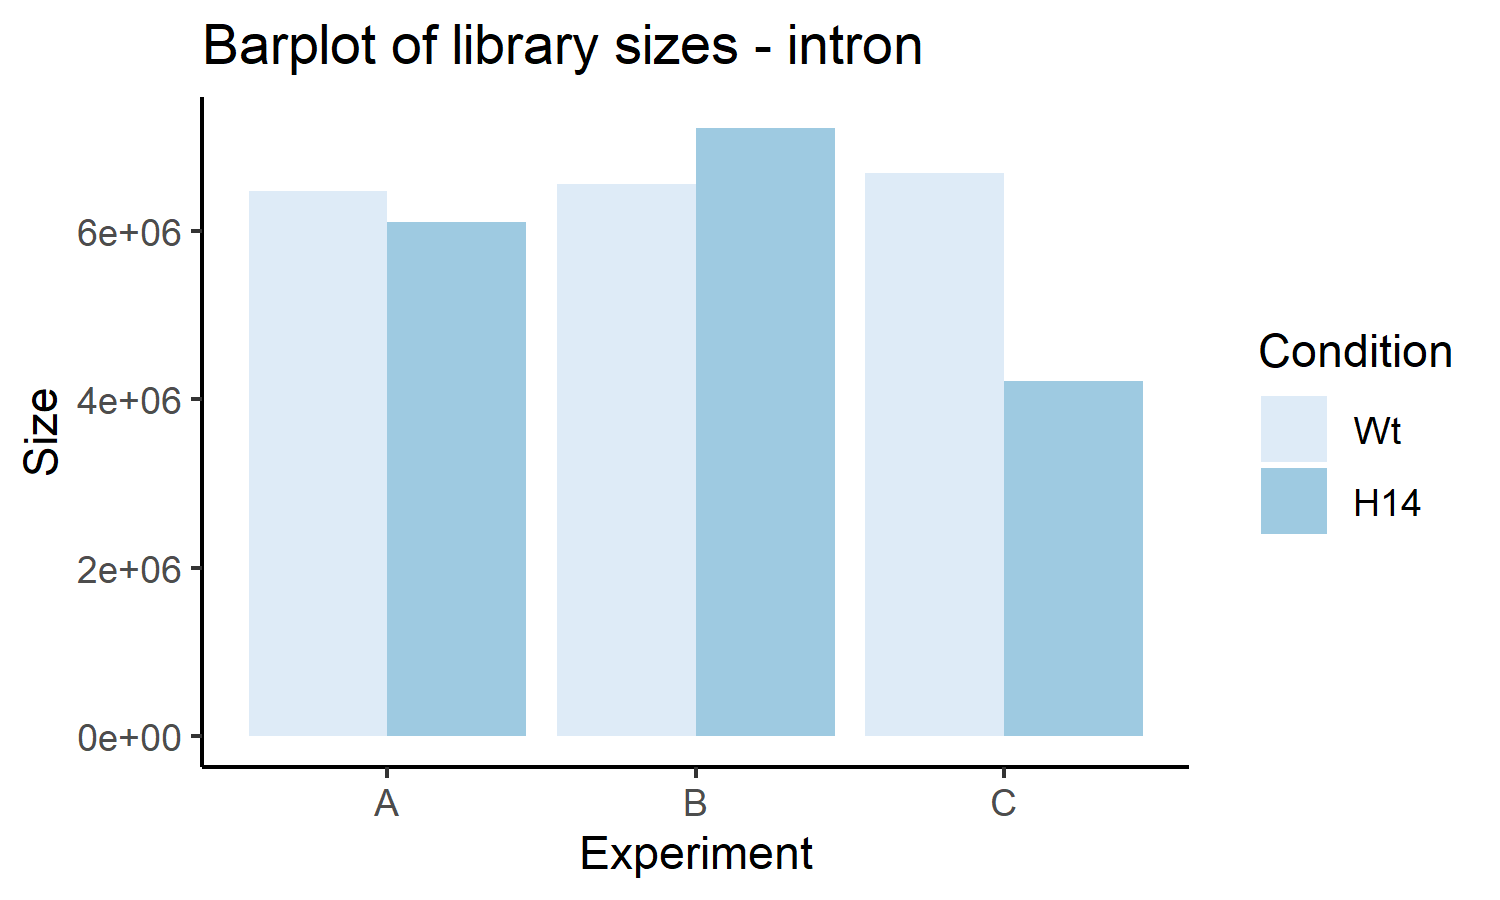 Barplot of library sizes - intron
6e+06
4e+06
2e+06
0e+00
Size
A
B
C
Experiment
Condition
Wt
H14